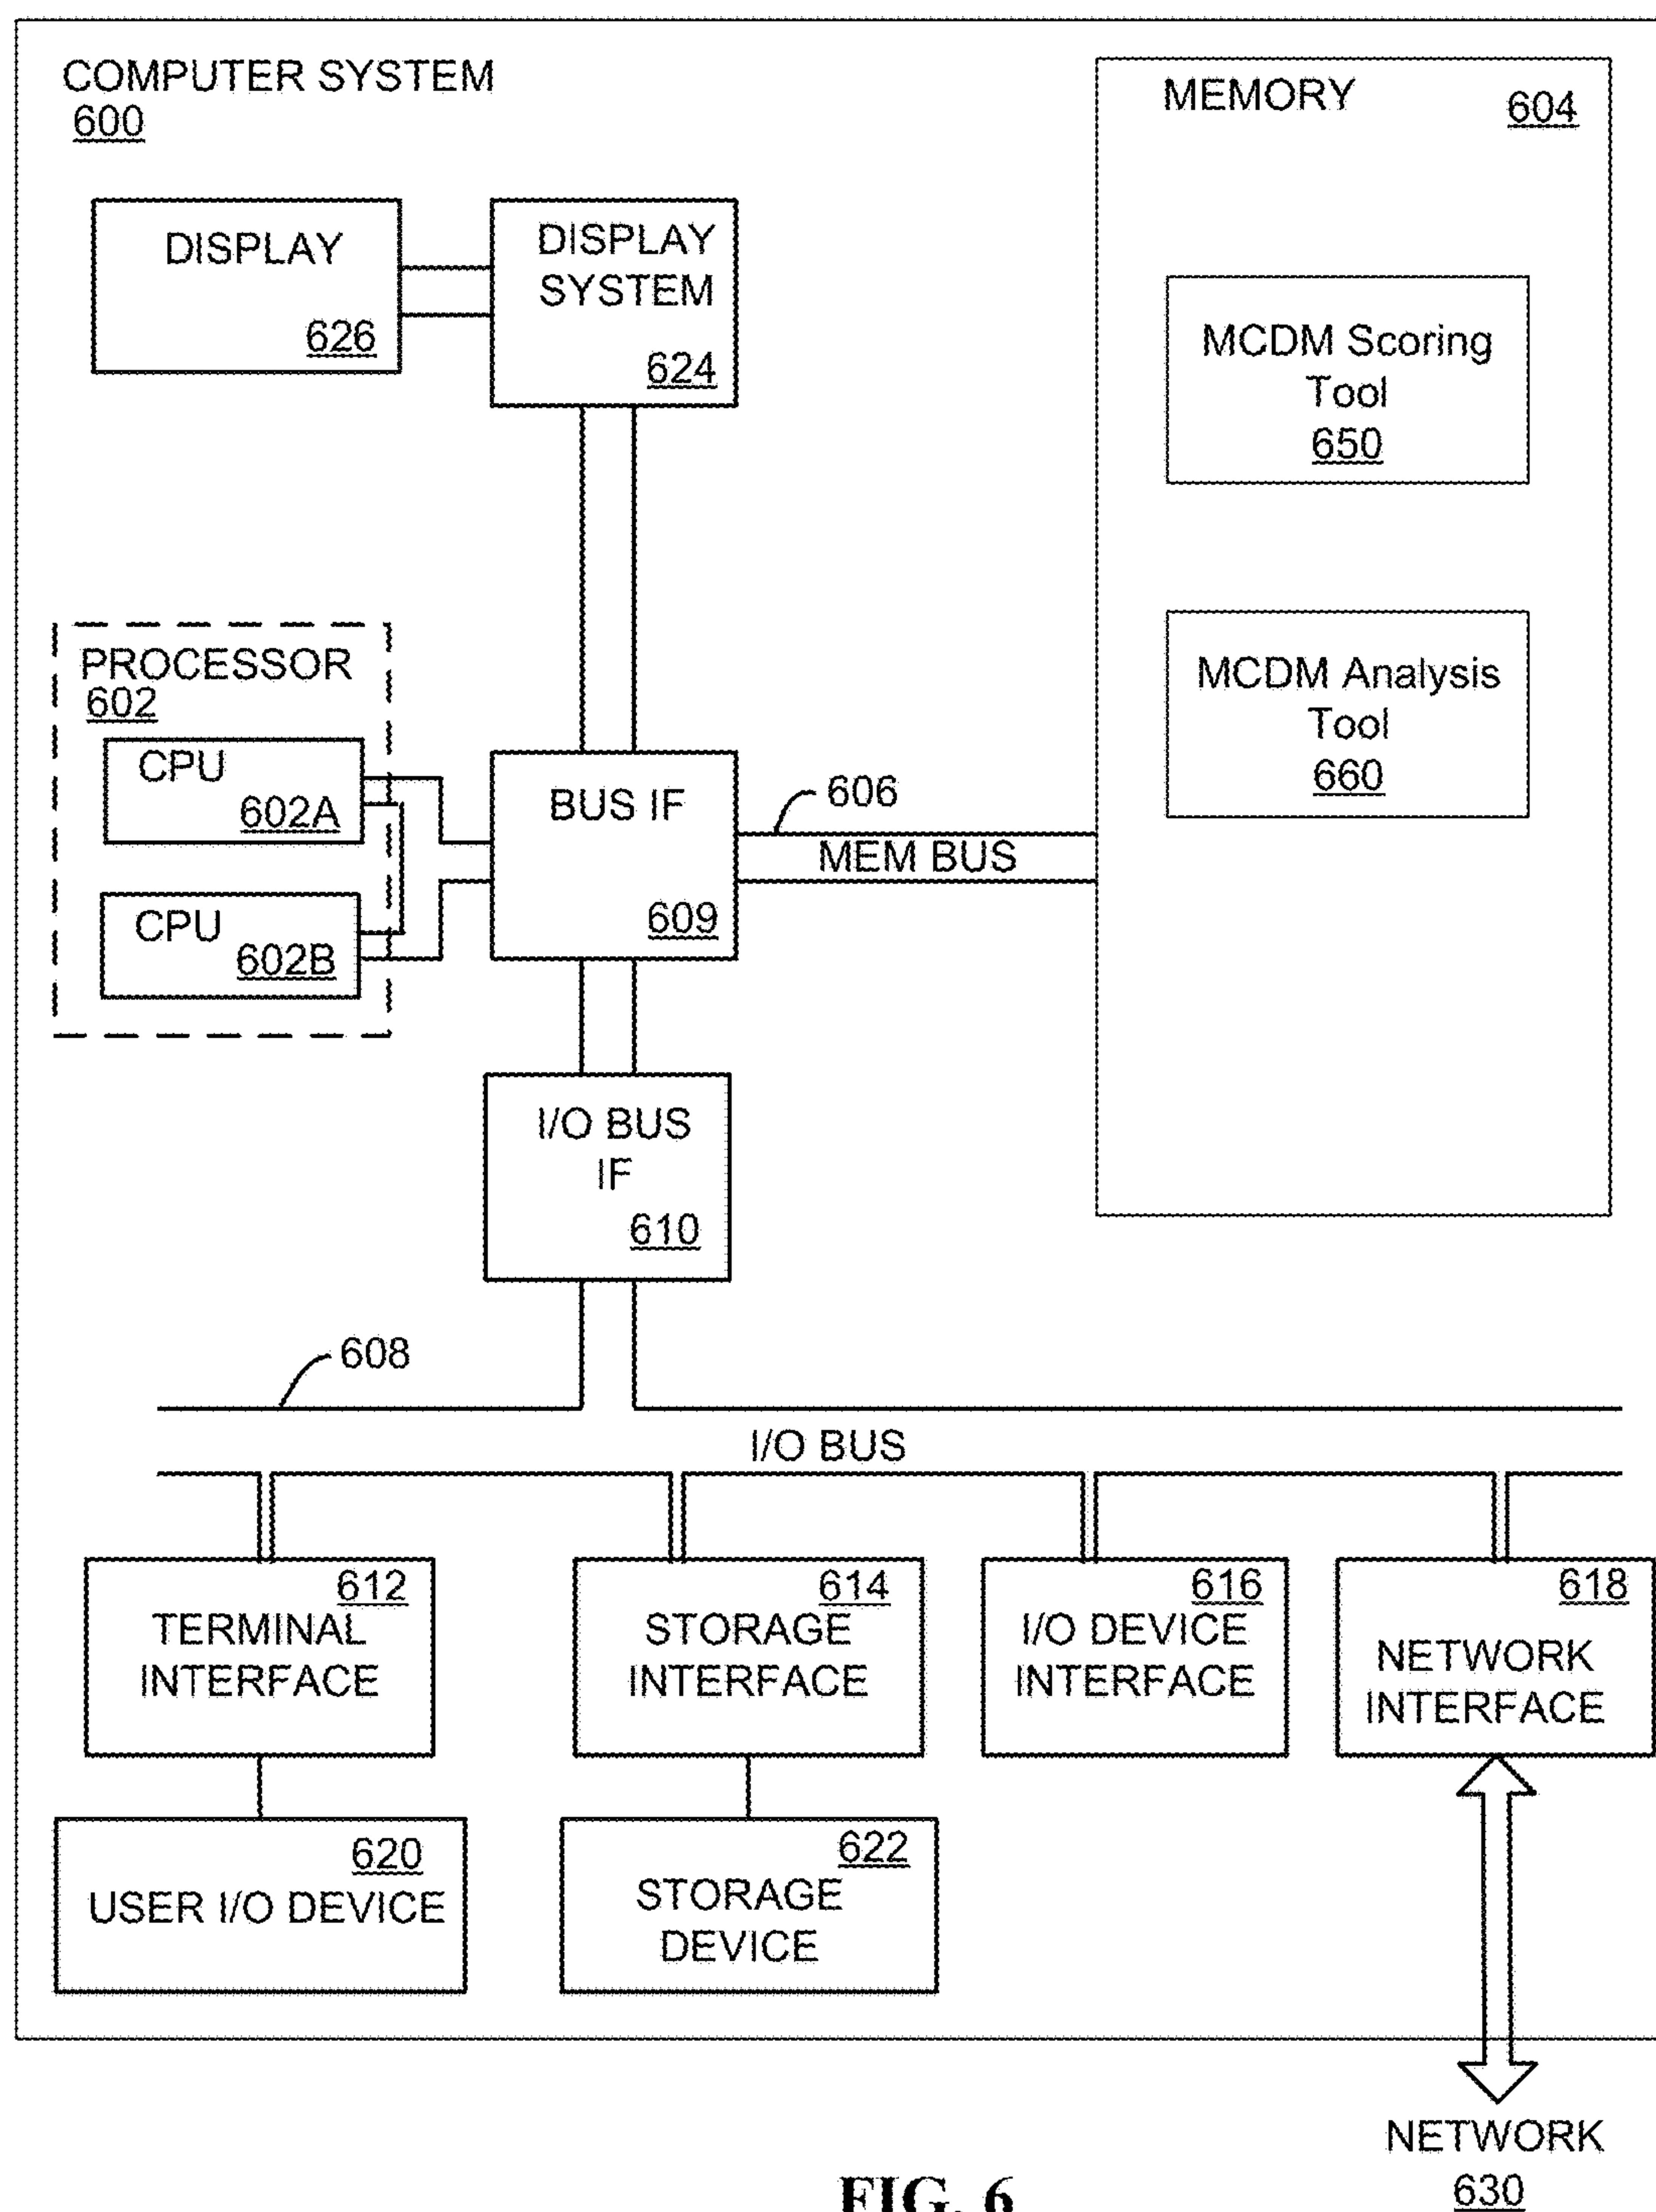 COMPUTER SYSTEM
600
MEMORY
604
DISPLAY
626
DISPLAY
SYSTEM
624
MCDM Scoring
Tool
650
MCDM Analysis
Tool
660
PROCESSOR
602
CPU
602A
CPU
602B
BUS IF
609
606
MEM BUS
I/O BUS
IF
610
608
I/O BUS
612
TERMINAL
INTERFACE
614
STORAGE
INTERFACE
616
I/O DEVICE
INTERFACE
618
NETWORK
INTERFACE
620
USER I/O DEVICE
622
STORAGE
DEVICE
NETWORK
630
FIG. 6